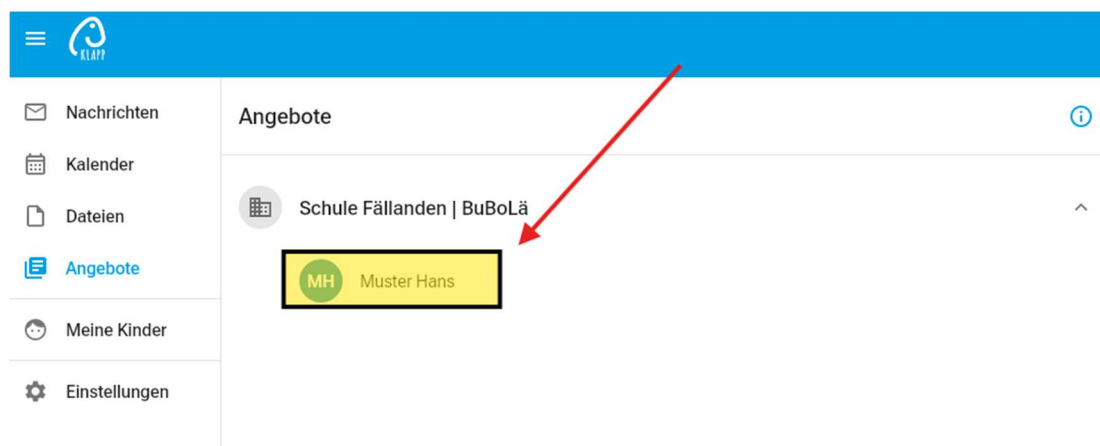 KLAPP
Nachrichten
Kalender
Dateien
Angebote
Meine Kinder
Einstellungen
Angebote
Schule Fällanden | BuBoLä
MH Muster Hans